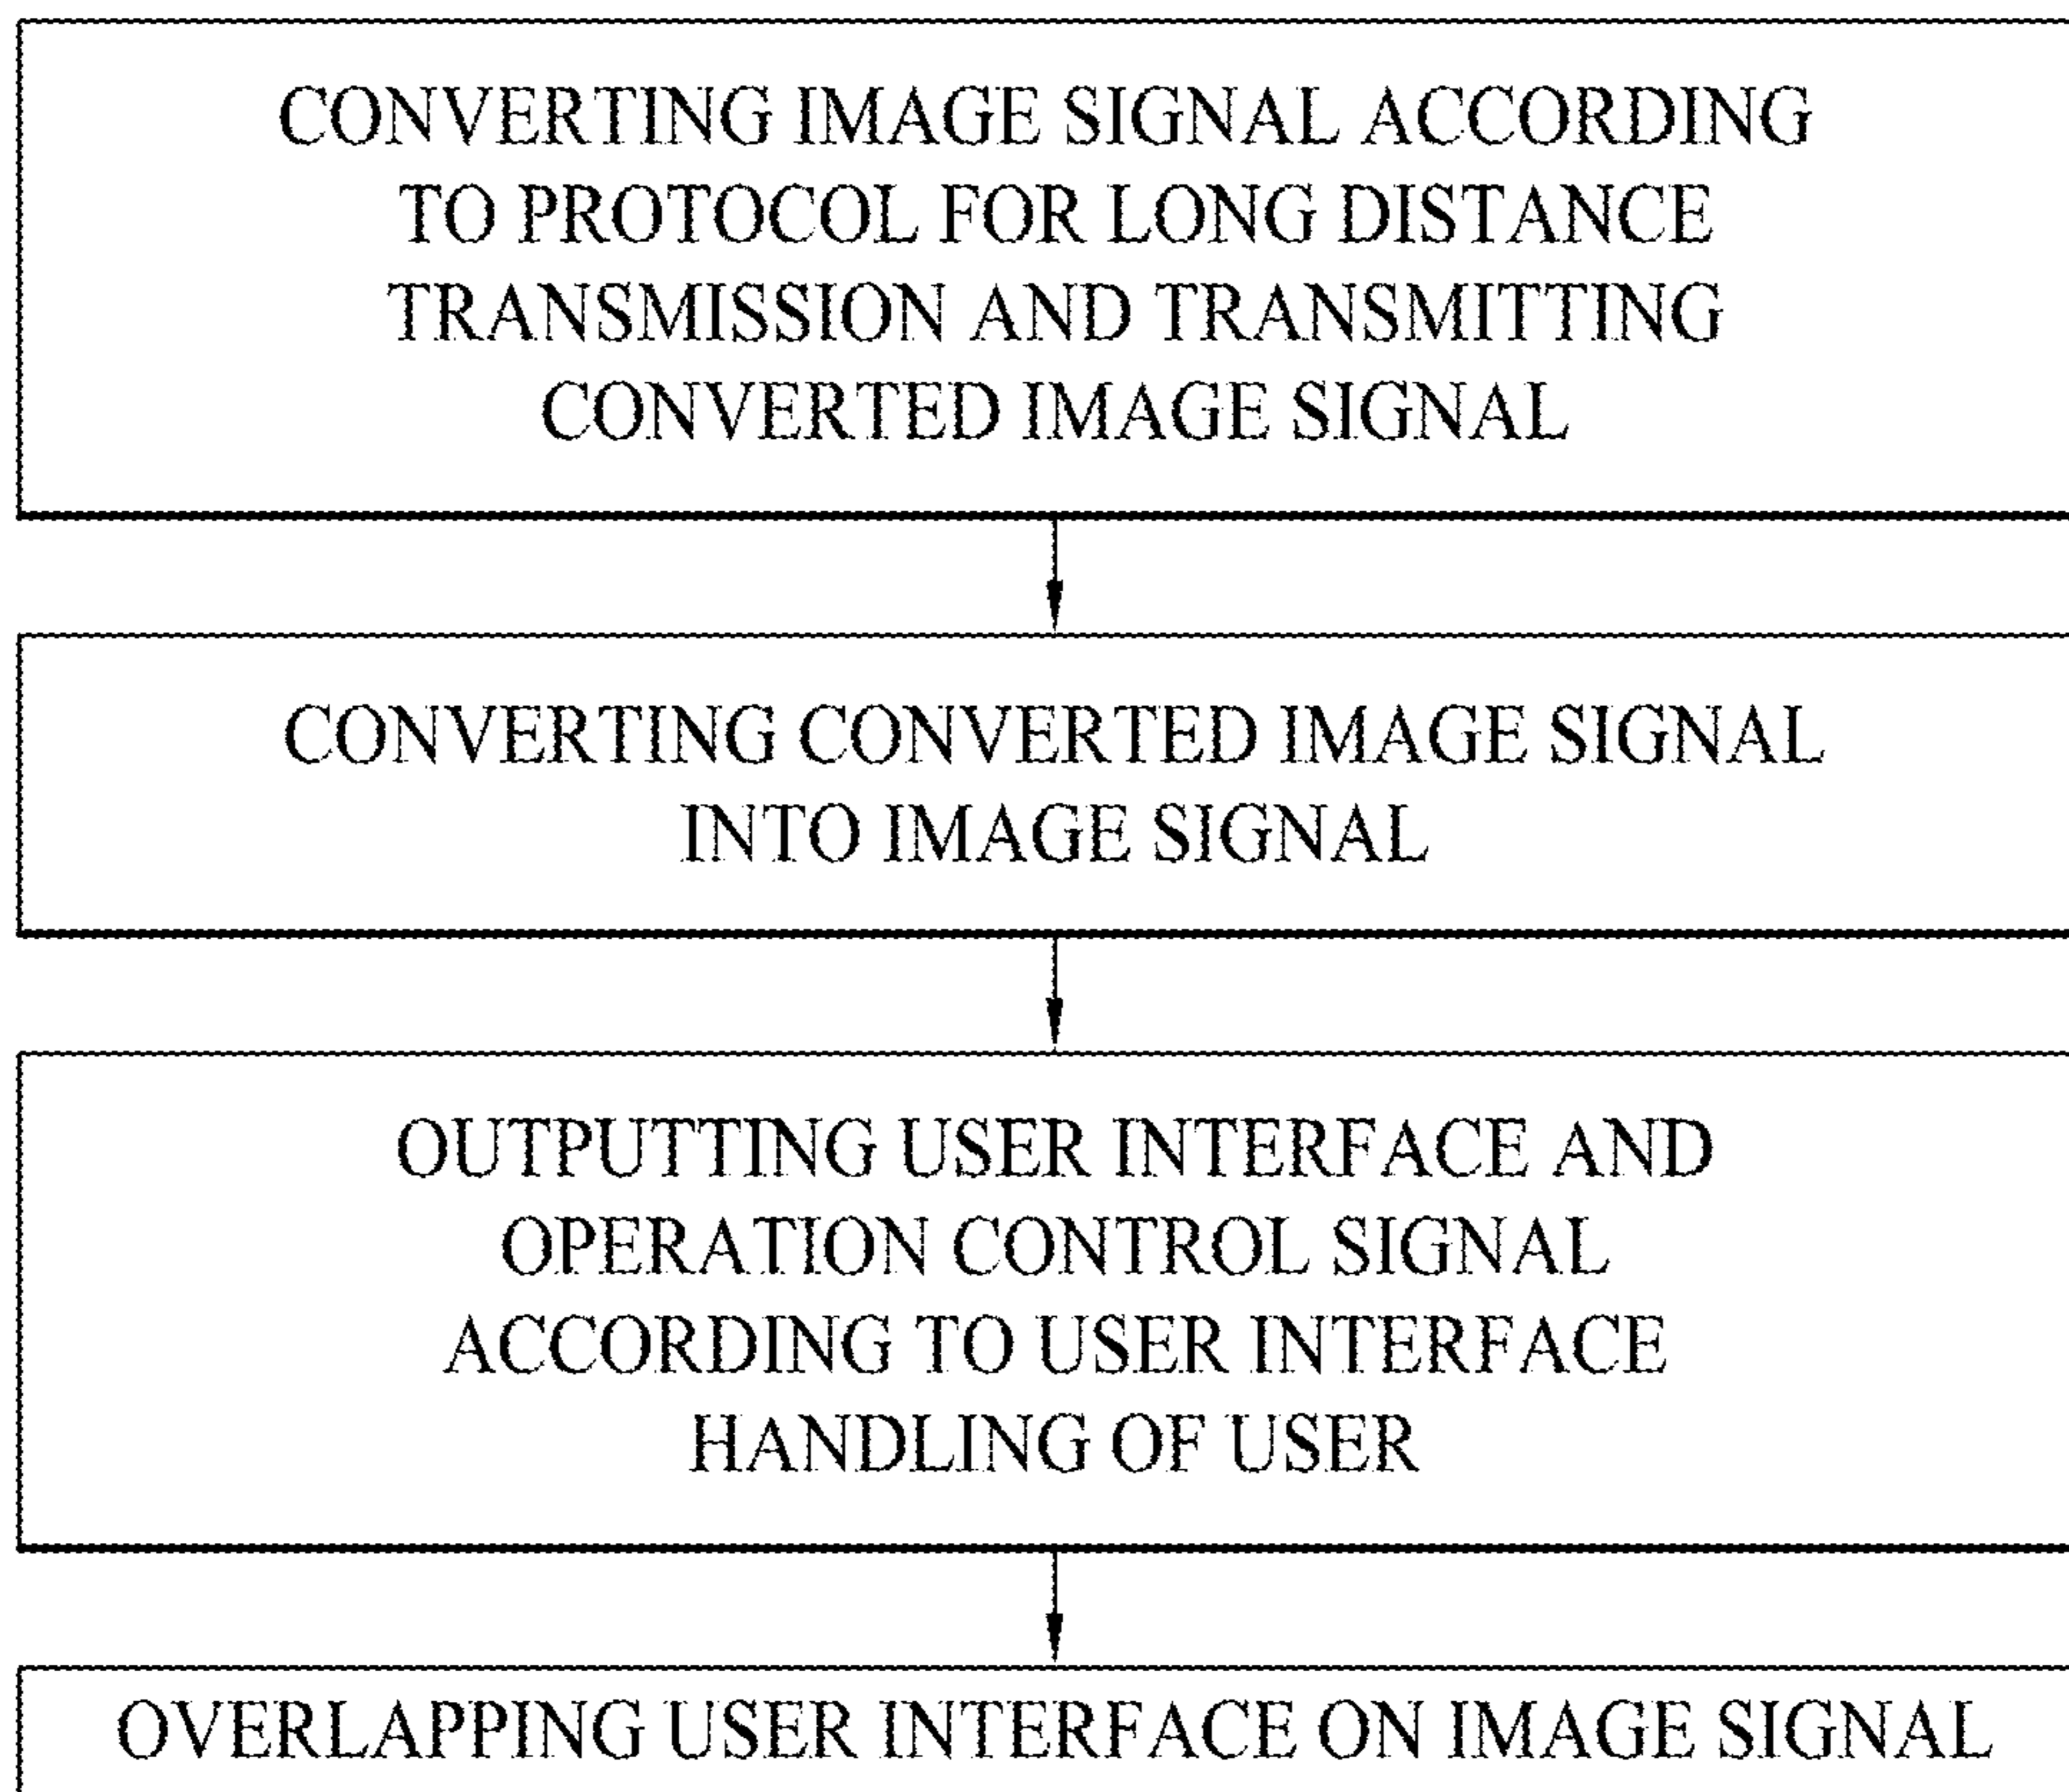 CONVERTING IMAGE SIGNAL ACCORDING
TO PROTOCOL FOR LONG DISTANCE
TRANSMISSION AND TRANSMITTING
CONVERTED IMAGE SIGNAL
CONVERTING CONVERTED IMAGE SIGNAL
INTO IMAGE SIGNAL
OUTPUTTING USER INTERFACE AND
OPERATION CONTROL SIGNAL
ACCORDING TO USER INTERFACE
HANDLING OF USER
OVERLAPPING USER INTERFACE ON IMAGE SIGNAL